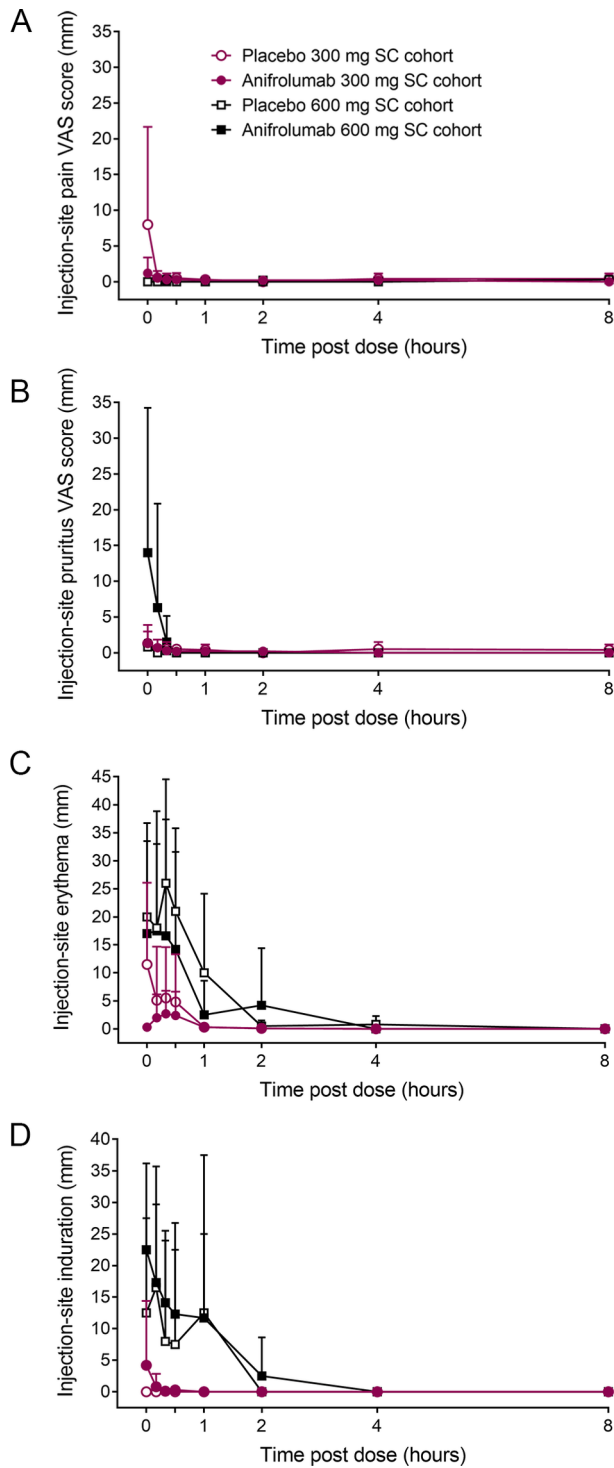 A
Injection-site pain VAS score (mm)
35
30
25
20
15
10
5
0
Placebo 300 mg SC cohort
Anifrolumab 300 mg SC cohort
Placebo 600 mg SC cohort
Anifrolumab 600 mg SC cohort
0 1 2 4 8
Time post dose (hours)
B
Injection-site pruritus VAS score (mm)
35
30
25
20
15
10
5
0
0 1 2 4 8
Time post dose (hours)
C
Injection-site erythema (mm)
45
40
35
30
25
20
15
10
5
0
0 1 2 4 8
Time post dose (hours)
D
Injection-site induration (mm)
40
35
30
25
20
15
10
5
0
0 1 2 4 8
Time post dose (hours)